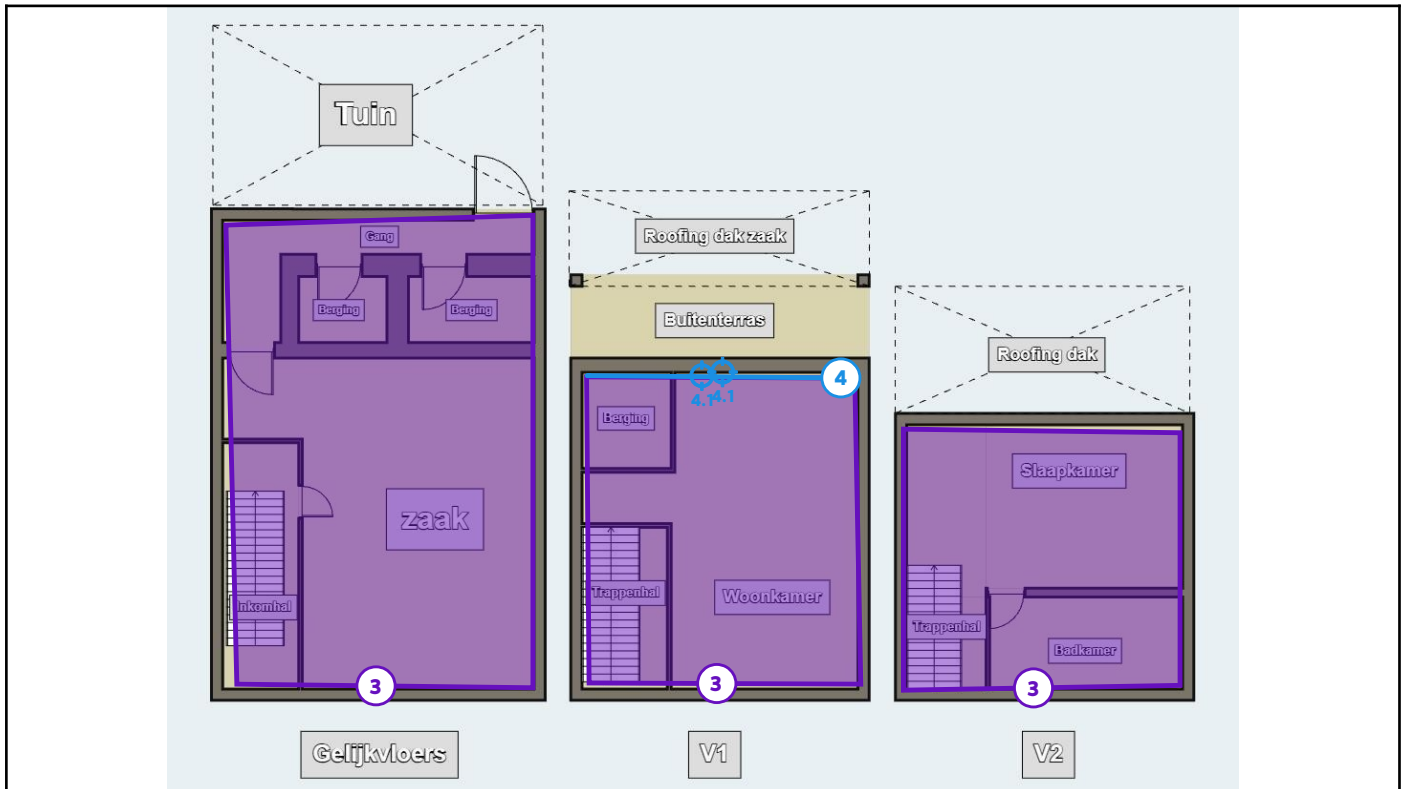 Tuin
Gang
Berging
Berging
zaak
Inkomhal
3
Gelijkvloers
Roofing dak zaak
Buitenterras
4
4.1
4.1
Berging
Trappenhal
Woonkamer
3
V1
Roofing dak
Slaapkamer
Trappenhal
Badkamer
3
V2